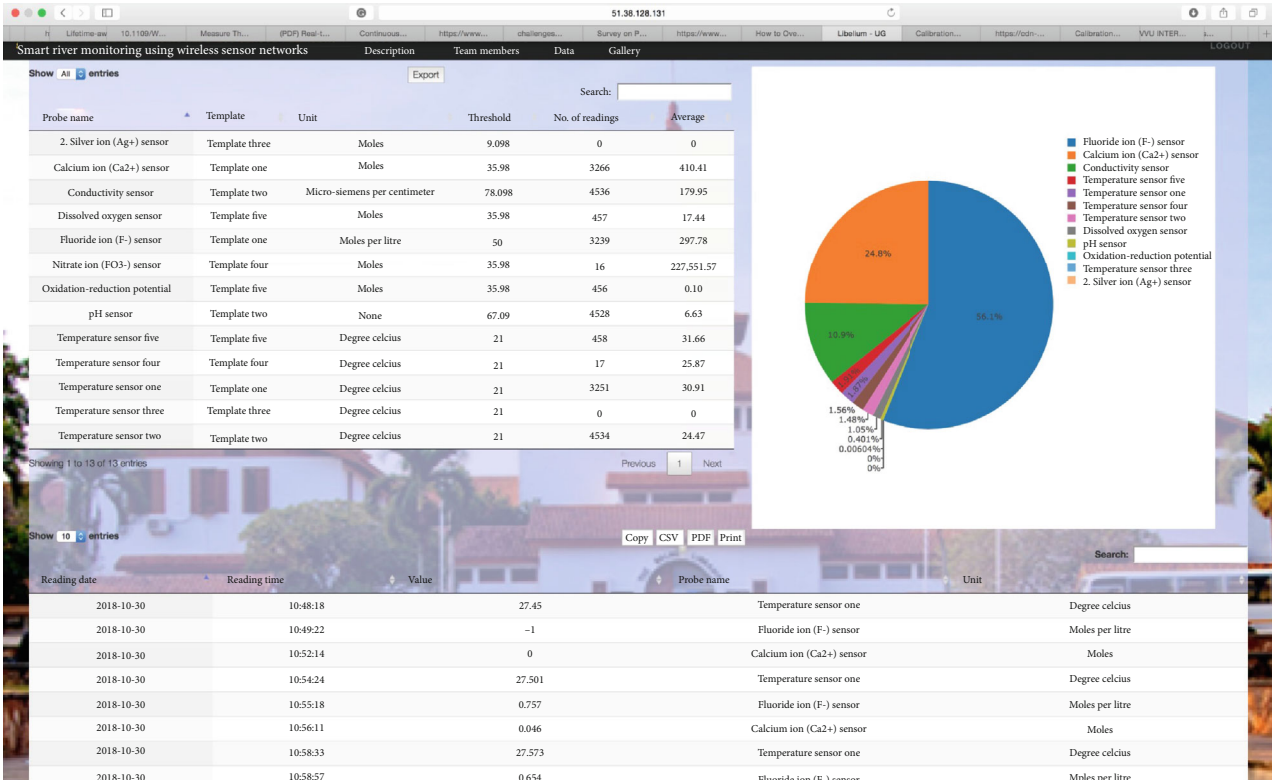 51.38.128.131
h Lifetime-aw 10.1109/W... Measure Th... (PDF) Real-t... Continuous... https://www... challenges... Survey on P... https://www... How to Ove... Libelium - UG Calibration... https://cdn-... Calibration... VVU INTER...
Smart river monitoring using wireless sensor networks Description Team members Data Gallery LOGOUT
Show All entries Export
Search:
Probe name Template Unit Threshold No. of readings Average
2. Silver ion (Ag+) sensor Template three Moles 9.098 0 0
Calcium ion (Ca2+) sensor Template one Moles 35.98 3266 410.41
Conductivity sensor Template two Micro-siemens per centimeter 78.098 4536 179.95
Dissolved oxygen sensor Template five Moles 35.98 457 17.44
Fluoride ion (F-) sensor Template one Moles per litre 50 3239 297.78
Nitrate ion (FO3-) sensor Template four Moles 35.98 16 227,551.57
Oxidation-reduction potential Template five Moles 35.98 456 0.10
pH sensor Template two None 67.09 4528 6.63
Temperature sensor five Template five Degree celcius 21 458 31.66
Temperature sensor four Template four Degree celcius 21 17 25.87
Temperature sensor one Template one Degree celcius 21 3251 30.91
Temperature sensor three Template three Degree celcius 21 0 0
Temperature sensor two Template two Degree celcius 21 4534 24.47
Showing 1 to 13 of 13 entries Previous 1 Next
Fluoride ion (F-) sensor
Calcium ion (Ca2+) sensor
Conductivity sensor
Temperature sensor five
Temperature sensor one
Temperature sensor four
Temperature sensor two
Dissolved oxygen sensor
pH sensor
Oxidation-reduction potential
Temperature sensor three
2. Silver ion (Ag+) sensor
24.8%
56.1%
10.9%
1.87%
1.56%
1.48%
1.05%
0.401%
0.00604%
0%
0%
Show 10 entries Copy CSV PDF Print
Search:
Reading date Reading time Value Probe name Unit
2018-10-30 10:48:18 27.45 Temperature sensor one Degree celcius
2018-10-30 10:49:22 –1 Fluoride ion (F-) sensor Moles per litre
2018-10-30 10:52:14 0 Calcium ion (Ca2+) sensor Moles
2018-10-30 10:54:24 27.501 Temperature sensor one Degree celcius
2018-10-30 10:55:18 0.757 Fluoride ion (F-) sensor Moles per litre
2018-10-30 10:56:11 0.046 Calcium ion (Ca2+) sensor Moles
2018-10-30 10:58:33 27.573 Temperature sensor one Degree celcius
2018-10-30 10:58:57 0.654 Fluoride ion (F-) sensor Moles per litre